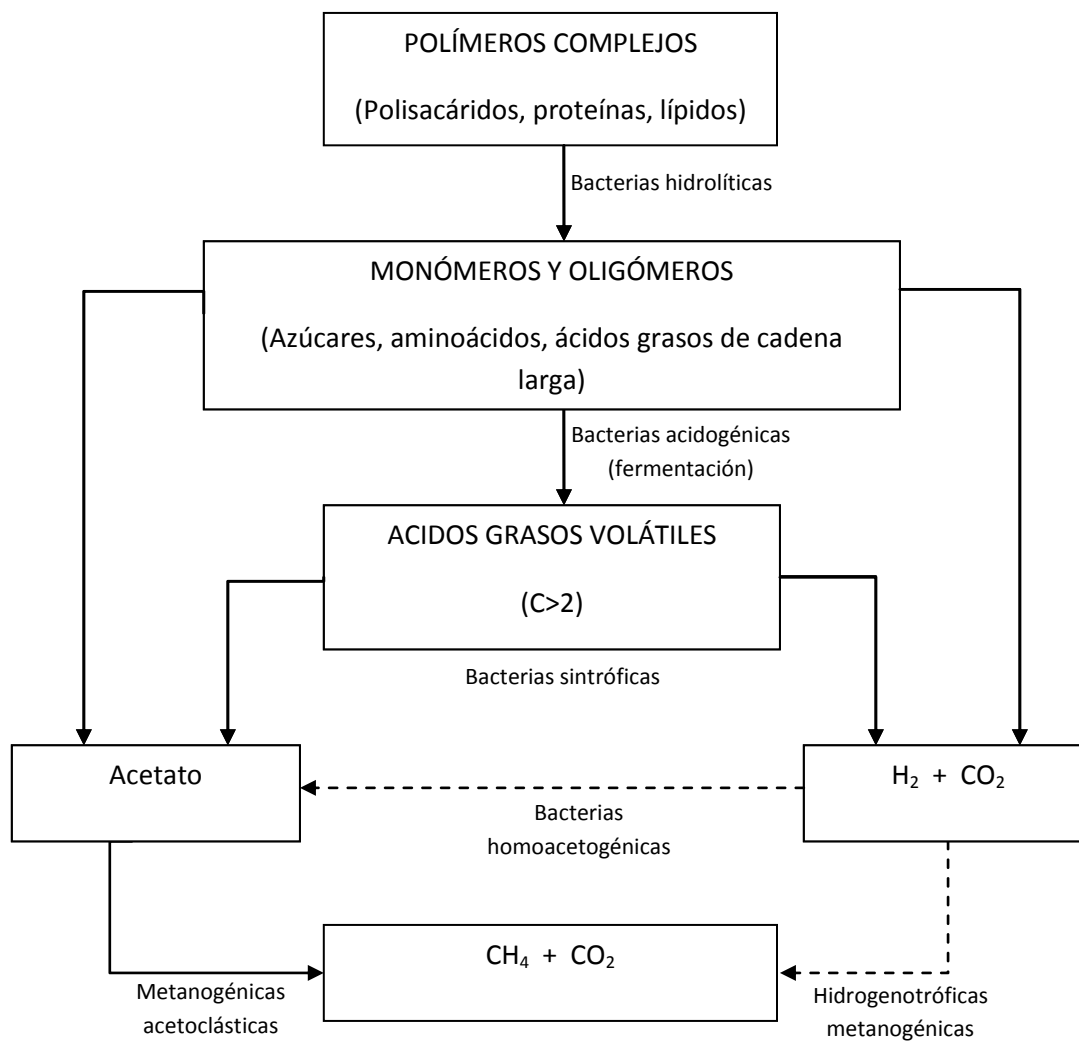 POLÍMEROS COMPLEJOS
(Polisacáridos, proteínas, lípidos)
Bacterias hidrolíticas
MONÓMEROS Y OLIGÓMEROS
(Azúcares, aminoácidos, ácidos grasos de cadena
larga)
Bacterias acidogénicas
(fermentación)
ACIDOS GRASOS VOLÁTILES
(C>2)
Bacterias sintróficas
Acetato
H₂ + CO₂
Bacterias
homoacetogénicas
CH₄ + CO₂
Metanogénicas
acetoclásticas
Hidrogenotróficas
metanogénicas